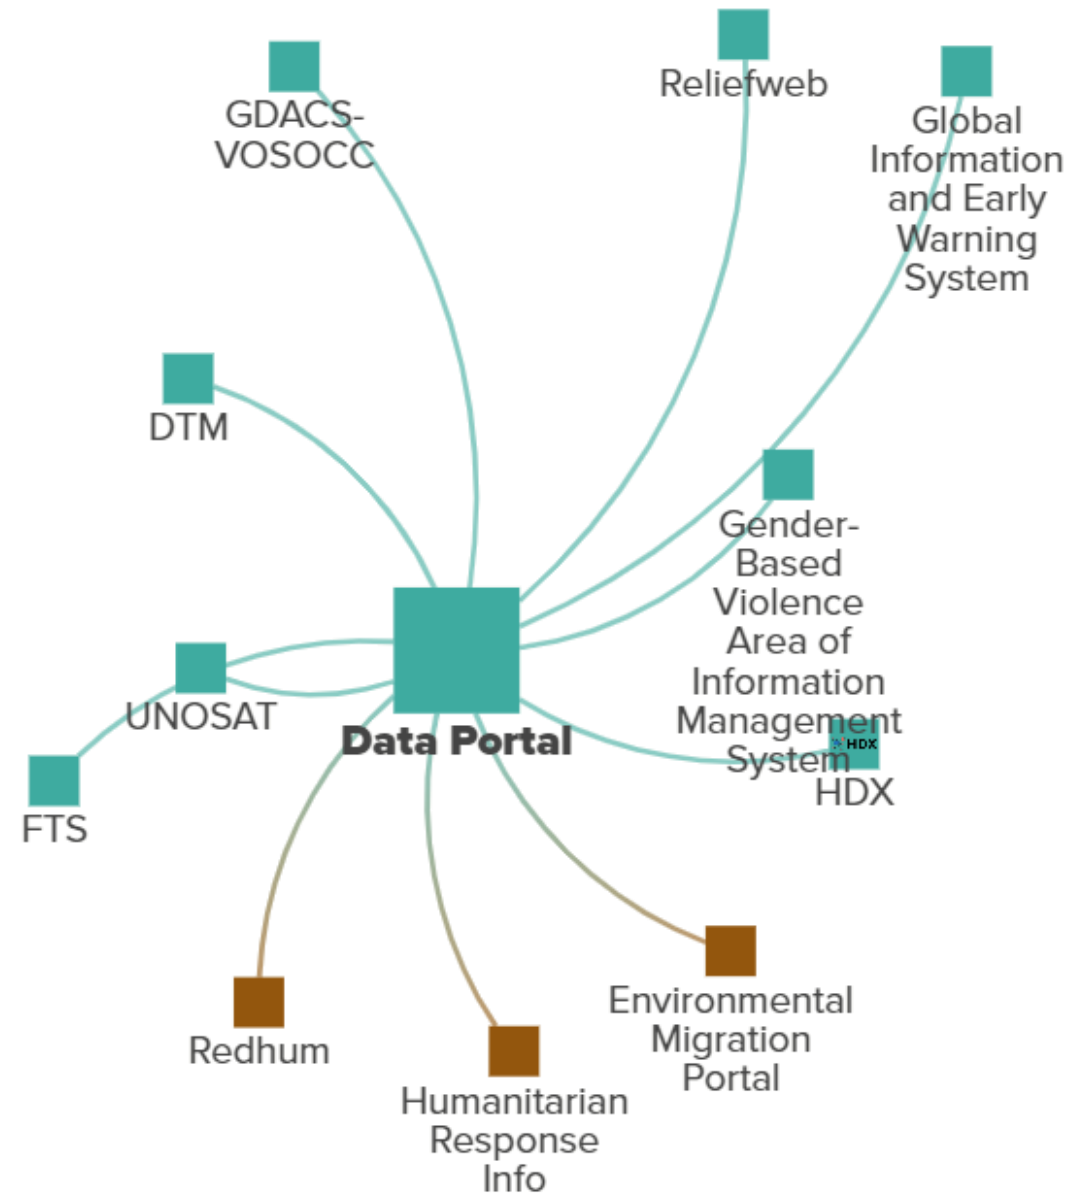 Reliefweb
GDACS-
VOSOCC
Global
Information
and Early
Warning
System
DTM
Gender-
Based
Violence
Area of
Information
Management
System
UNOSAT
Data Portal
HDX
HDX
FTS
Environmental
Migration
Portal
Redhum
Humanitarian
Response
Info